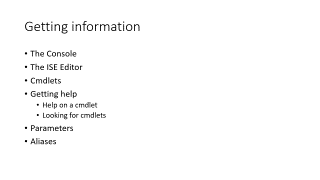 Getting information
• The Console
• The ISE Editor
• Cmdlets
• Getting help
• Help on a cmdlet
• Looking for cmdlets
• Parameters
• Aliases